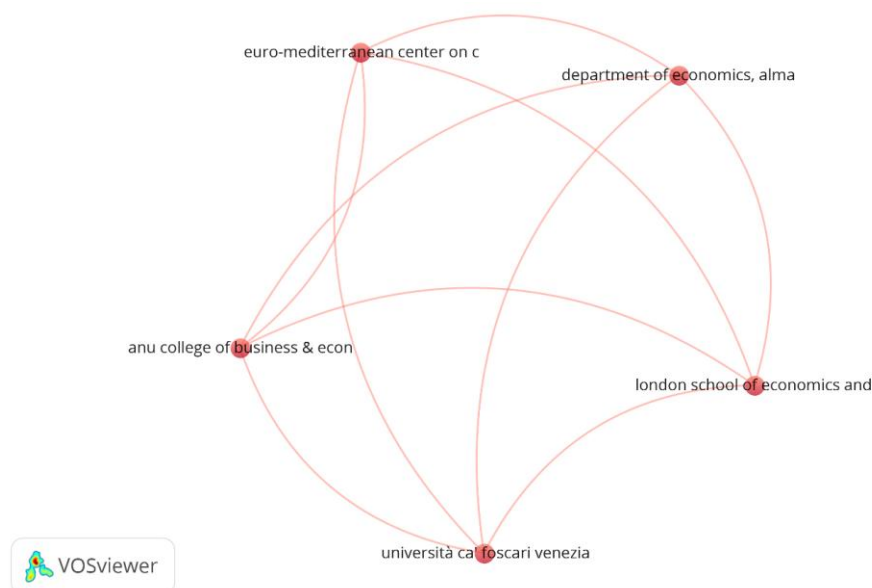 euro-mediterranean center on c
department of economics, alma
anu college of business & econ
london school of economics and
università ca' foscari venezia
VOSviewer